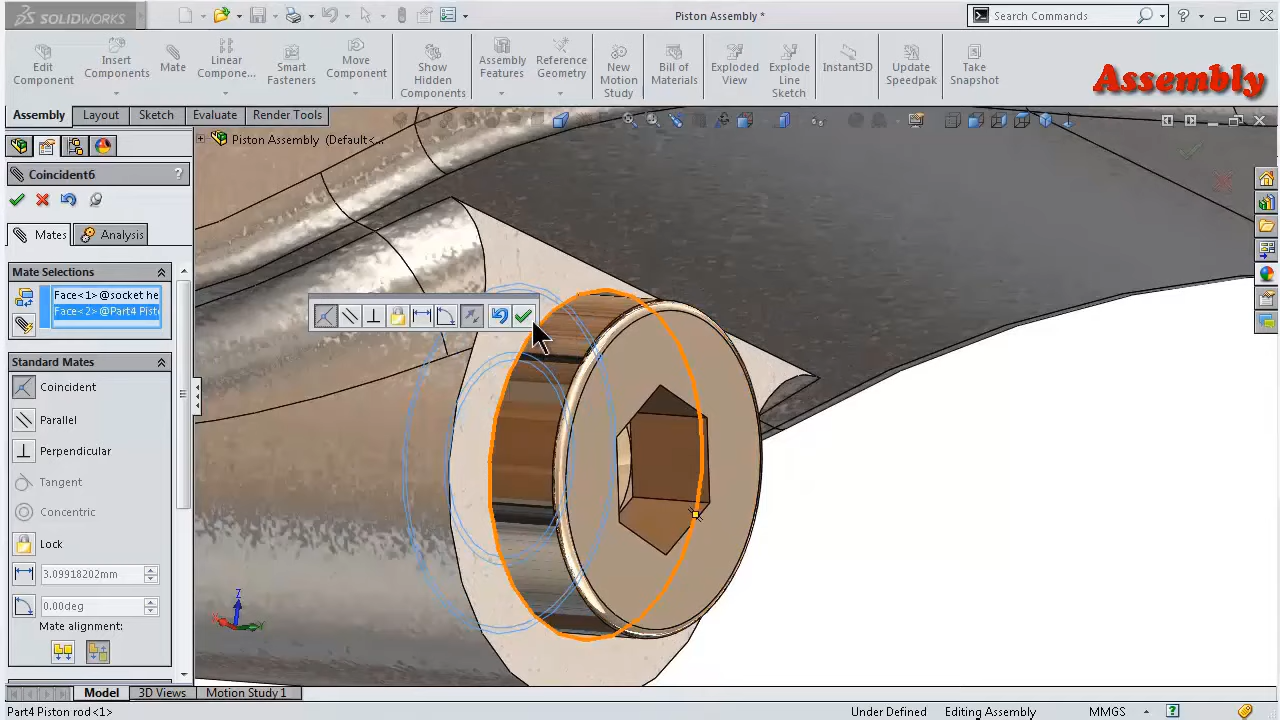 SOLIDWORKS
Piston Assembly *
Search Commands
?
Edit Component
Insert Components
Mate
Linear Compone...
Smart Fasteners
Move Component
Show Hidden Components
Assembly Features
Reference Geometry
New Motion Study
Bill of Materials
Exploded View
Explode Line Sketch
Instant3D
Update Speedpak
Take Snapshot
Assembly
Assembly
Layout
Sketch
Evaluate
Render Tools
Piston Assembly (Default<...
Coincident6
?
Mates
Analysis
Mate Selections
Face<1>@socket he
Face<2>@Part4 Pisto
Standard Mates
Coincident
Parallel
Perpendicular
Tangent
Concentric
Lock
3.09918202mm
0.00deg
Mate alignment:
Z
Model
3D Views
Motion Study 1
Part4 Piston rod<1>
Under Defined
Editing Assembly
MMGS
?